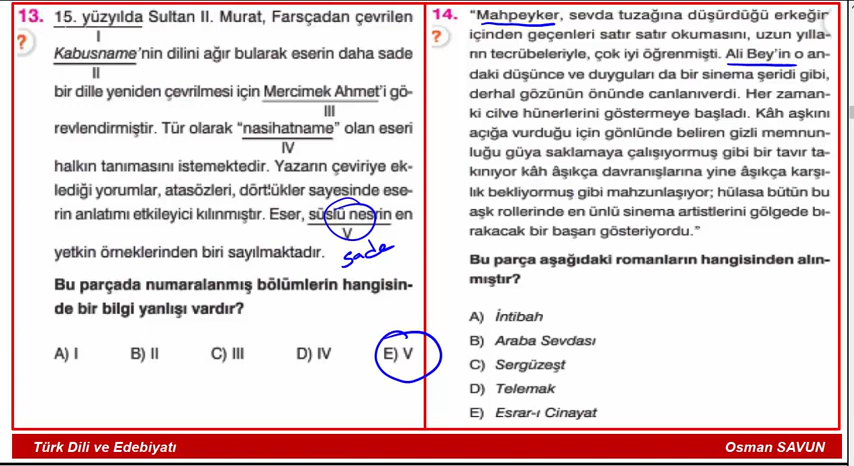 13. 15. yüzyılda Sultan II. Murat, Farsçadan çevrilen
I
?
Kabusname'nin dilini ağır bularak eserin daha sade
II
bir dille yeniden çevrilmesi için Mercimek Ahmet'i gö-
III
revlendirmiştir. Tür olarak “nasihatname” olan eseri
IV
halkın tanımasını istemektedir. Yazarın çeviriye ek-
lediği yorumlar, atasözleri, dörtlükler sayesinde ese-
rin anlatımı etkileyici kılınmıştır. Eser, süslü nesrin en
V
yetkin örneklerinden biri sayılmaktadır.
sade
Bu parçada numaralanmış bölümlerin hangisin-
de bir bilgi yanlışı vardır?
A) I B) II C) III D) IV E) V
14. “Mahpeyker, sevda tuzağına düşürdüğü erkeğin
?
içinden geçenleri satır satır okumasını, uzun yılla-
rın tecrübeleriyle, çok iyi öğrenmişti. Ali Bey'in o an-
daki düşünce ve duyguları da bir sinema şeridi gibi,
derhal gözünün önünde canlanıverdi. Her zaman-
ki cilve hünerlerini göstermeye başladı. Kâh aşkını
açığa vurduğu için gönlünde beliren gizli memnun-
luğu güya saklamaya çalışıyormuş gibi bir tavır ta-
kınıyor kâh âşıkça davranışlarına yine âşıkça karşı-
lık bekliyormuş gibi mahzunlaşıyor; hülasa bütün bu
aşk rollerinde en ünlü sinema artistlerini gölgede bı-
rakacak bir başarı gösteriyordu.”
Bu parça aşağıdaki romanların hangisinden alın-
mıştır?
A) İntibah
B) Araba Sevdası
C) Sergüzeşt
D) Telemak
E) Esrar-ı Cinayat
Türk Dili ve Edebiyatı
Osman SAVUN